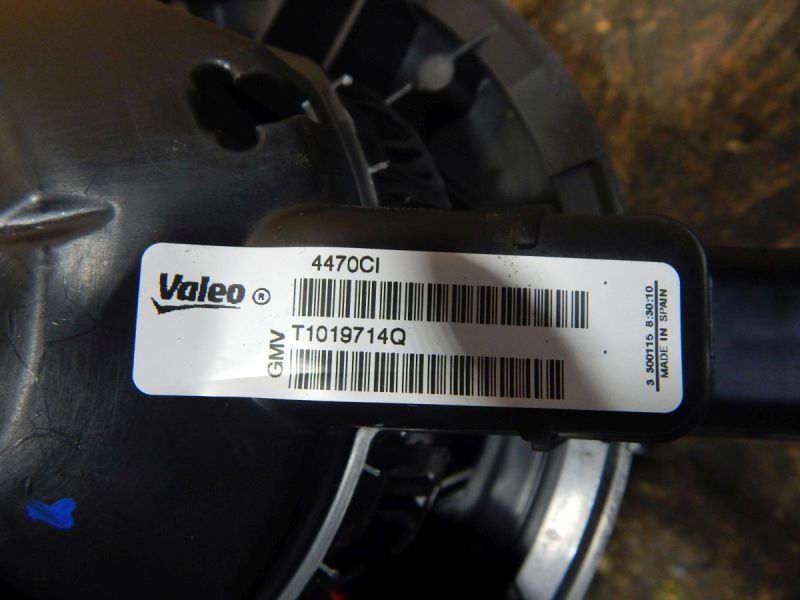 Valeo ®
4470CI
T1019714Q
GMV
3 300115 8:30:10
MADE IN SPAIN